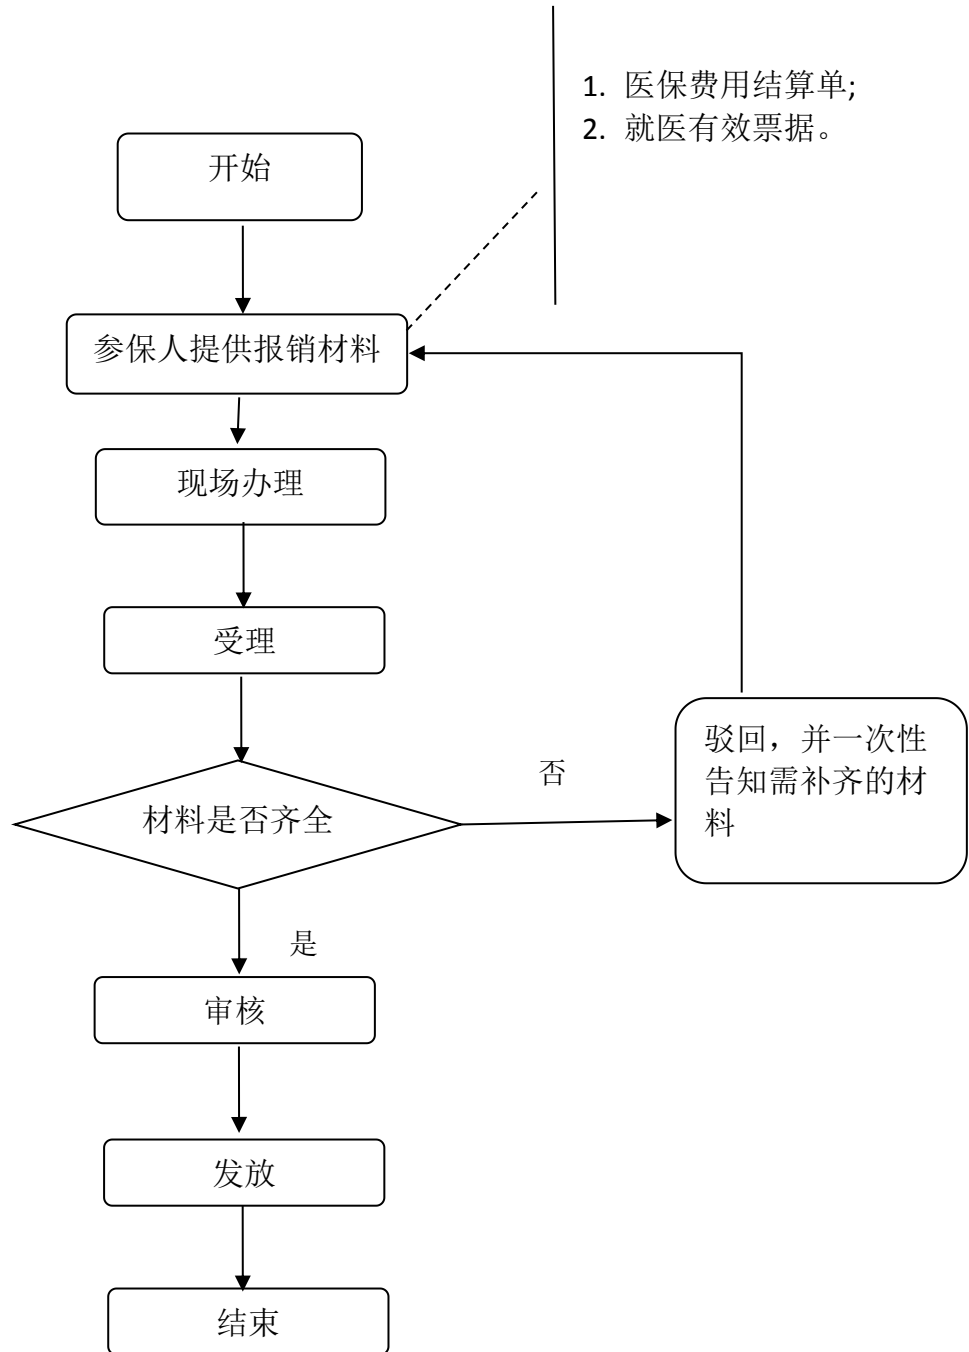 1. 医保费用结算单;
2. 就医有效票据。
开始
参保人提供报销材料
现场办理
受理
材料是否齐全
否
驳回，并一次性
告知需补齐的材
料
是
审核
发放
结束